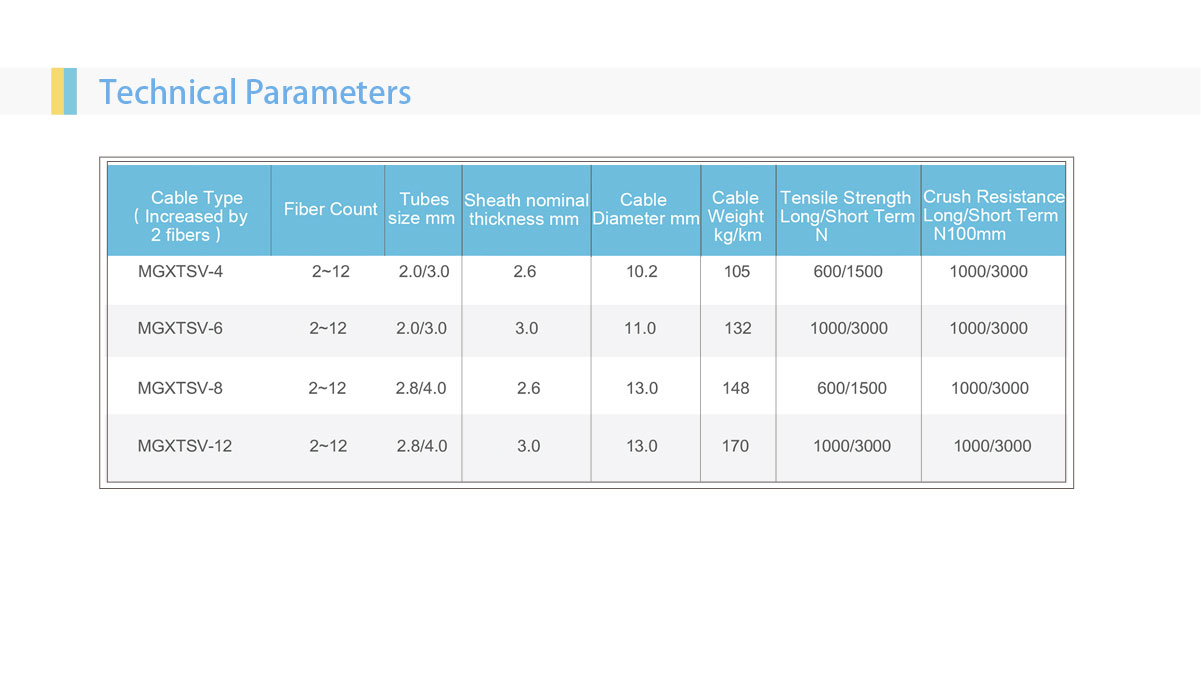 Technical Parameters
Cable Type
( Increased by
2 fibers )
Fiber Count
Tubes
size mm
Sheath nominal
thickness mm
Cable
Diameter mm
Cable
Weight
kg/km
Tensile Strength
Long/Short Term
N
Crush Resistance
Long/Short Term
N100mm
MGXTSV-4 2~12 2.0/3.0 2.6 10.2 105 600/1500 1000/3000
MGXTSV-6 2~12 2.0/3.0 3.0 11.0 132 1000/3000 1000/3000
MGXTSV-8 2~12 2.8/4.0 2.6 13.0 148 600/1500 1000/3000
MGXTSV-12 2~12 2.8/4.0 3.0 13.0 170 1000/3000 1000/3000